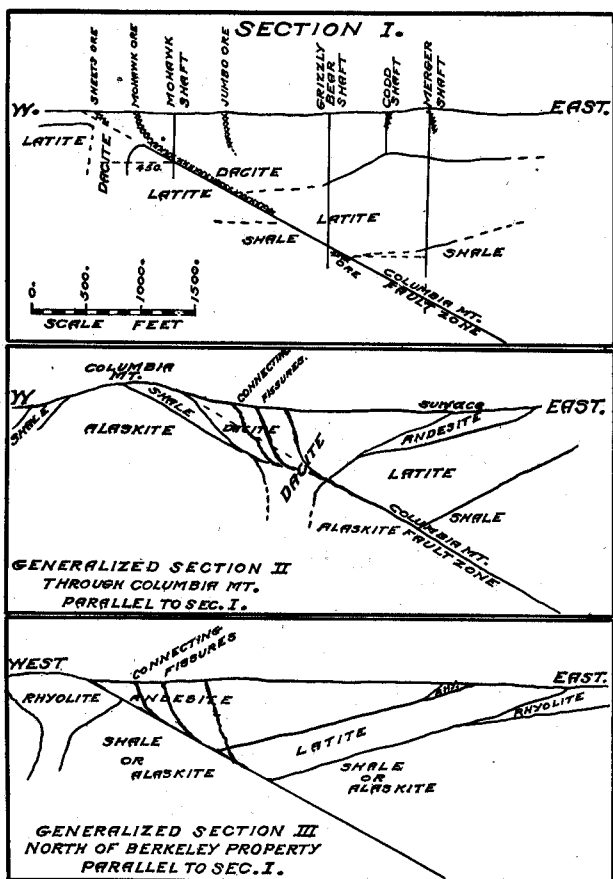 SECTION I.
SHEETS ORE
MOHAWK ORE
MOHAWK SHAFT
JUMBO ORE
GRIZZLY BEAR SHAFT
CODD SHAFT
MERGER SHAFT
W.
EAST.
LATITE
DACITE
450.
DACITE
LATITE
LATITE
SHALE
SHALE
ORE
COLUMBIA MT.
FAULT ZONE
0.
500.
1000.
1500.
SCALE FEET
COLUMBIA
MT.
CONNECTING
FISSURES.
W
EAST.
SHALE
SHALE
SURFACE
ANDESITE
ALASKITE
DACITE
DACITE
LATITE
SHALE
ALASKITE
COLUMBIA MT.
FAULT ZONE
GENERALIZED SECTION II
THROUGH COLUMBIA MT.
PARALLEL TO SEC. I.
CONNECTING
FISSURES
WEST
EAST.
RHYOLITE
ANDESITE
RHYOLITE
LATITE
SHALE
OR
ALASKITE
SHALE
OR
ALASKITE
GENERALIZED SECTION III
NORTH OF BERKELEY PROPERTY
PARALLEL TO SEC. I.